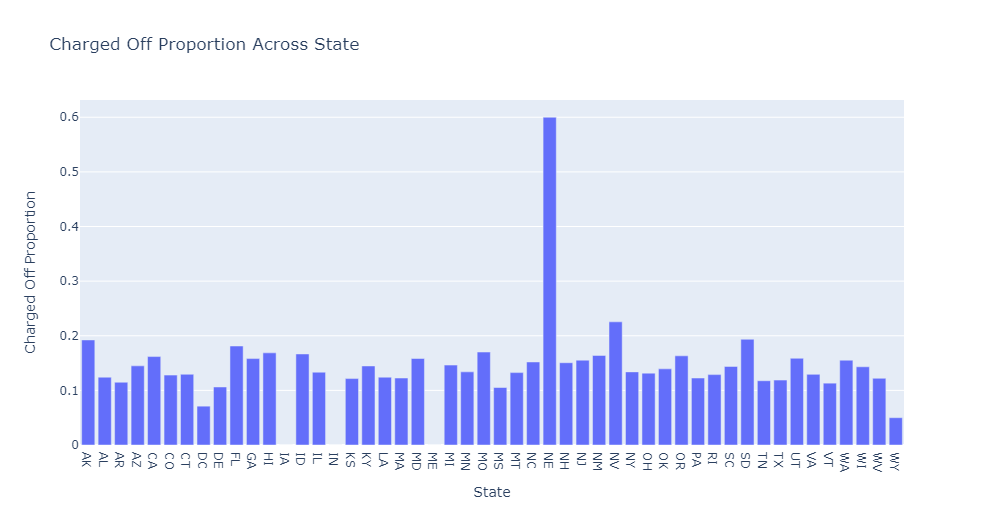 Charged Off Proportion Across State
Charged Off Proportion
0.6
0.5
0.4
0.3
0.2
0.1
0
AK AL AR AZ CA CO CT DC DE FL GA HI IA ID IL IN KS KY LA MA MD ME MI MN MO MS MT NC NE NH NJ NM NV NY OH OK OR PA RI SC SD TN TX UT VA VT WA WI WV WY
State